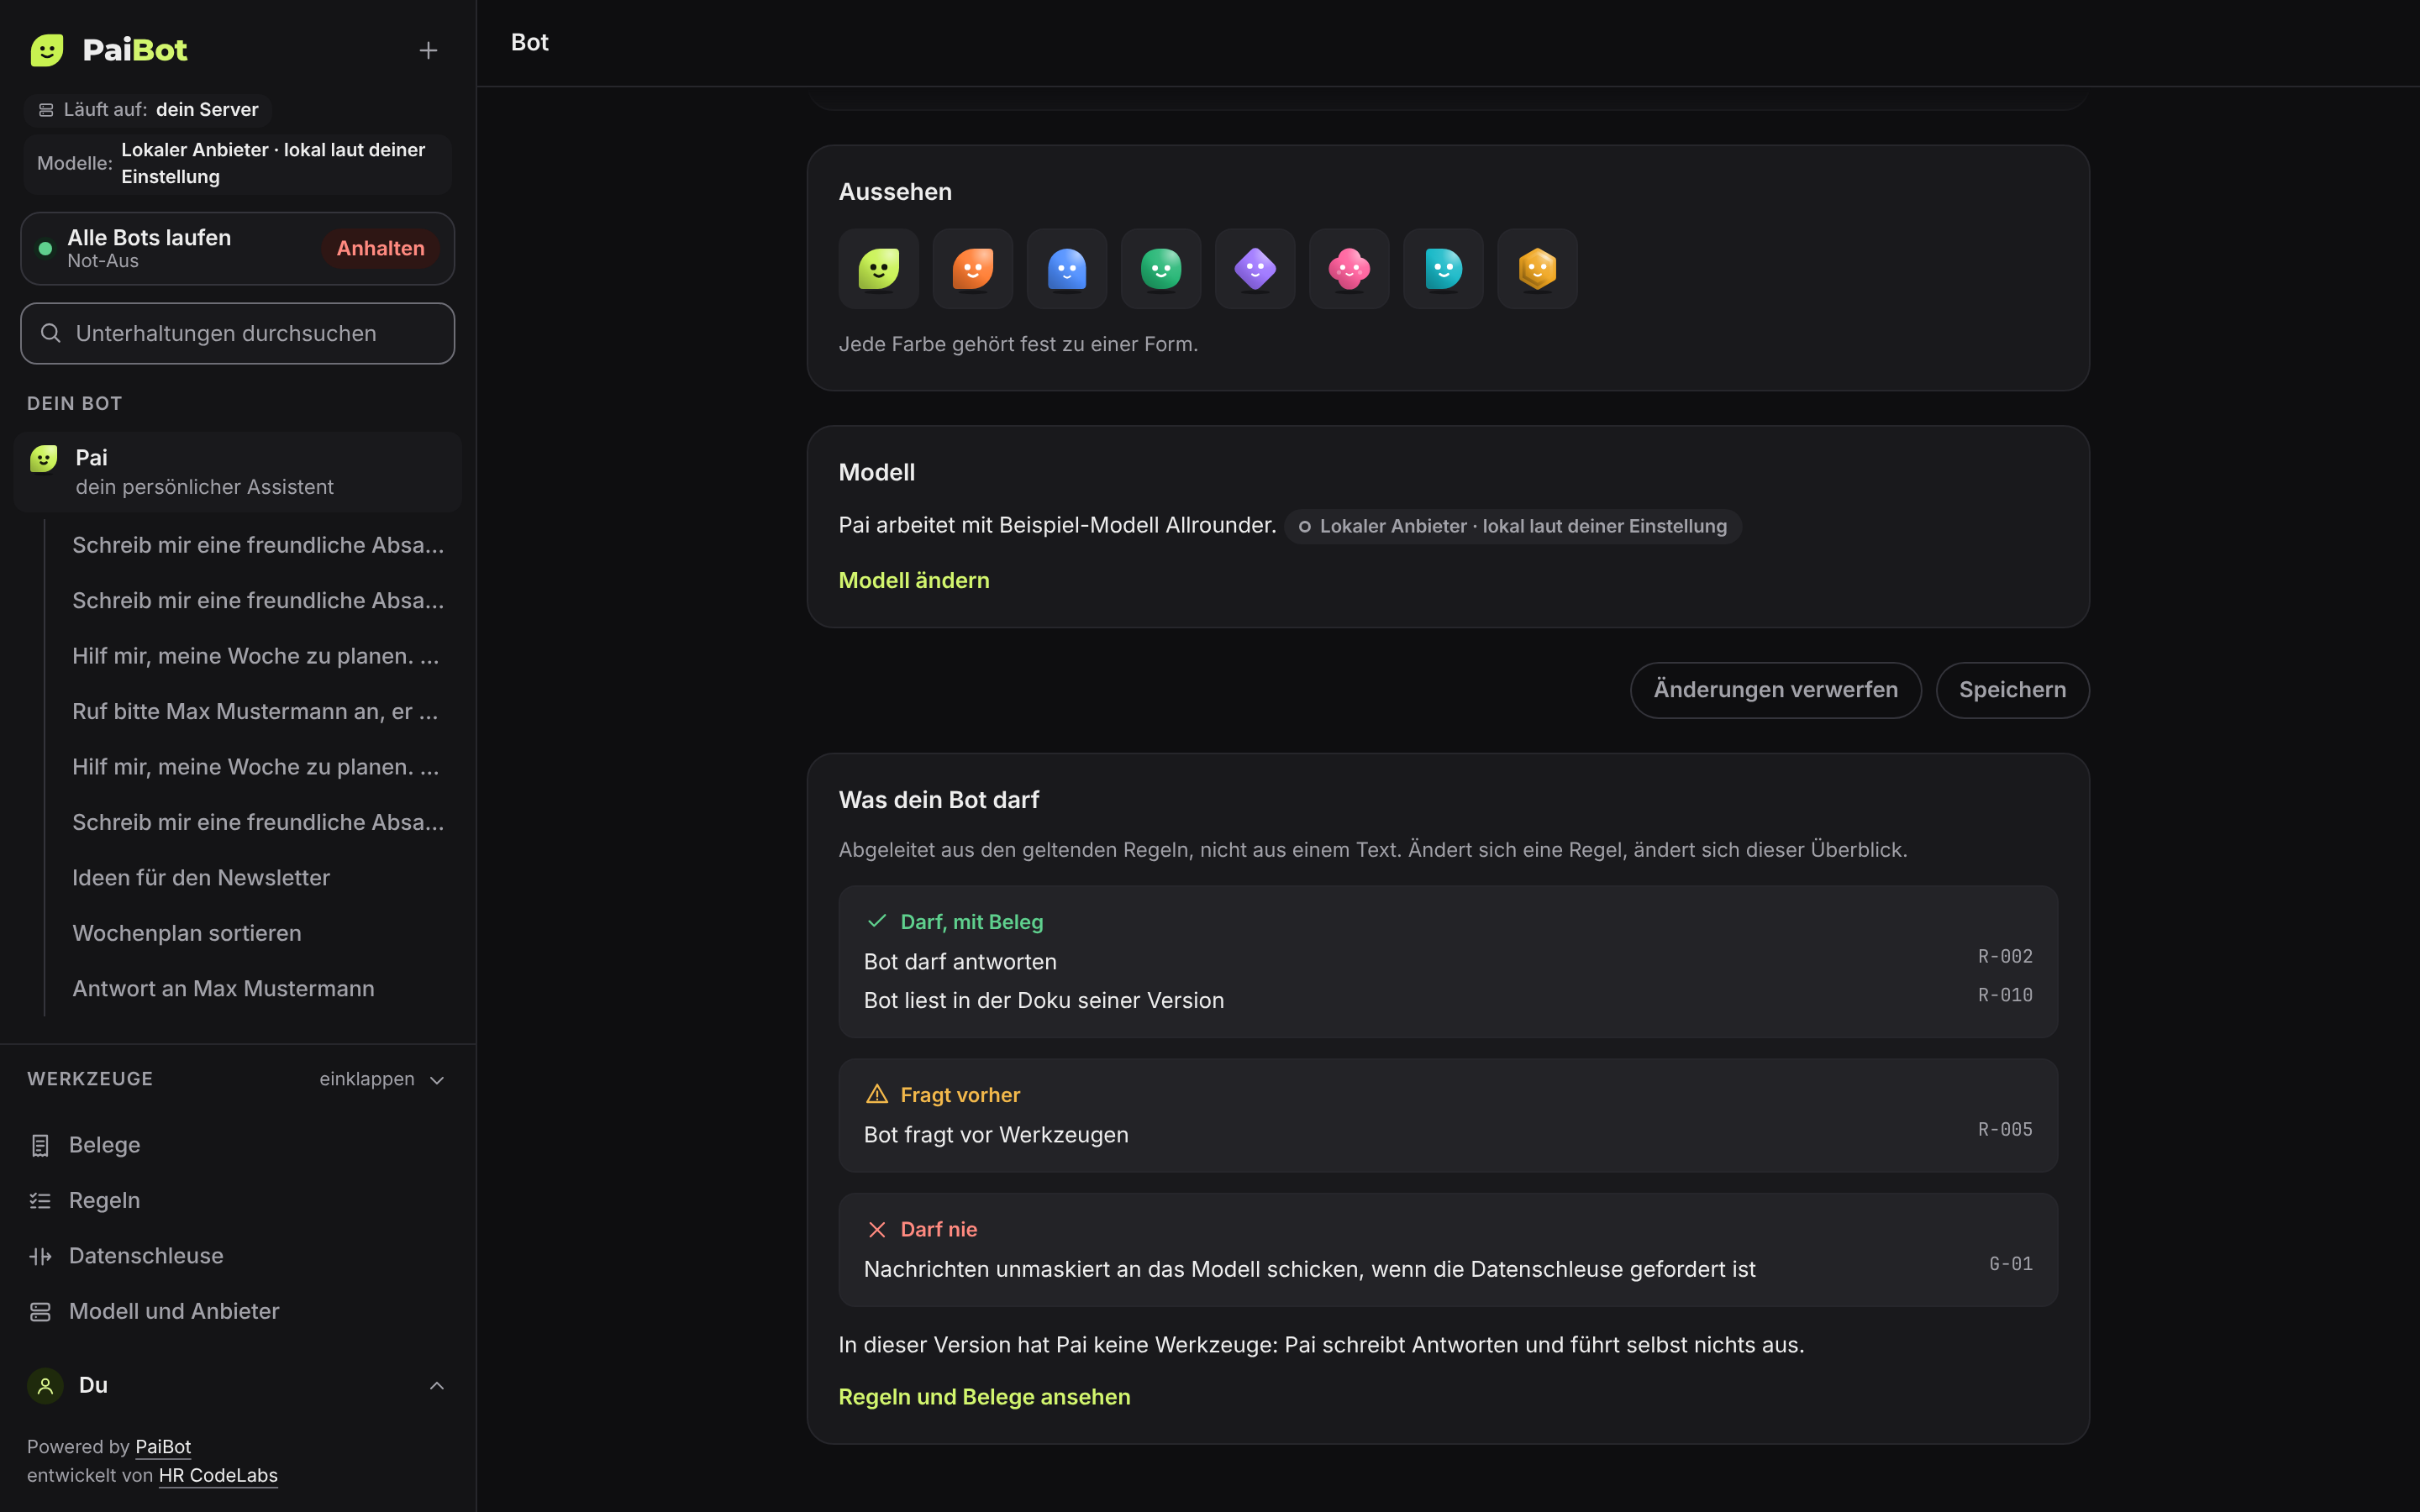 PaiBot
Läuft auf: dein Server
Modelle: Lokaler Anbieter · lokal laut deiner
Einstellung
Alle Bots laufen
Not-Aus
Anhalten
Unterhaltungen durchsuchen
DEIN BOT
Pai
dein persönlicher Assistent
Schreib mir eine freundliche Absa...
Schreib mir eine freundliche Absa...
Hilf mir, meine Woche zu planen. ...
Ruf bitte Max Mustermann an, er ...
Hilf mir, meine Woche zu planen. ...
Schreib mir eine freundliche Absa...
Ideen für den Newsletter
Wochenplan sortieren
Antwort an Max Mustermann
WERKZEUGE
einklappen
Belege
Regeln
Datenschleuse
Modell und Anbieter
Du
Powered by PaiBot
entwickelt von HR CodeLabs
Bot
Aussehen
Jede Farbe gehört fest zu einer Form.
Modell
Pai arbeitet mit Beispiel-Modell Allrounder. Lokaler Anbieter · lokal laut deiner Einstellung
Modell ändern
Änderungen verwerfen
Speichern
Was dein Bot darf
Abgeleitet aus den geltenden Regeln, nicht aus einem Text. Ändert sich eine Regel, ändert sich dieser Überblick.
Darf, mit Beleg
Bot darf antworten R-002
Bot liest in der Doku seiner Version R-010
Fragt vorher
Bot fragt vor Werkzeugen R-005
Darf nie
Nachrichten unmaskiert an das Modell schicken, wenn die Datenschleuse gefordert ist G-01
In dieser Version hat Pai keine Werkzeuge: Pai schreibt Antworten und führt selbst nichts aus.
Regeln und Belege ansehen